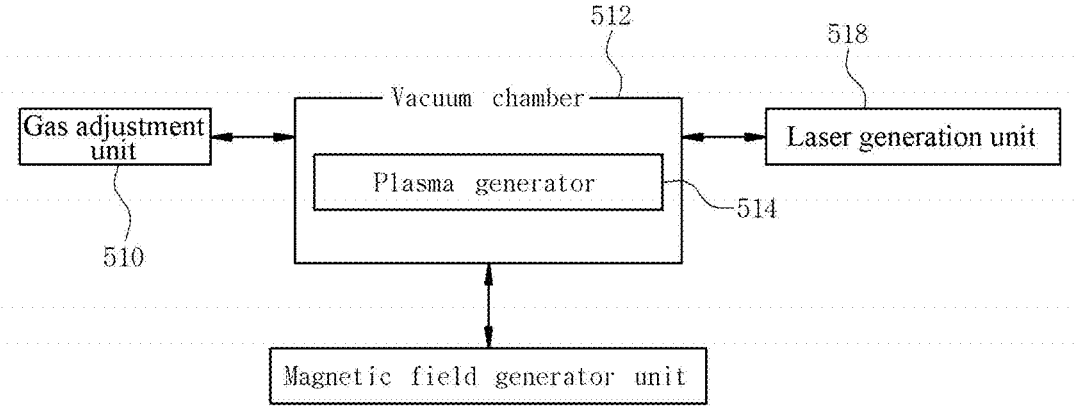 512
518
Vacuum chamber
Gas adjustment
unit
Laser generation unit
Plasma generator
514
510
Magnetic field generator unit